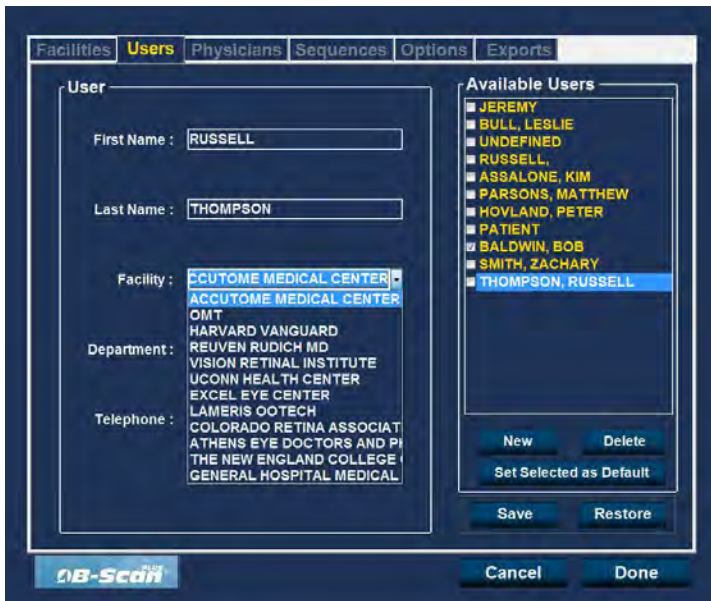 Facilities Users Physicians Sequences Options Exports
User
First Name : RUSSELL
Last Name : THOMPSON
Facility : CCUTOME MEDICAL CENTER
ACCUTOME MEDICAL CENTER
OMT
HARVARD VANGUARD
Department : REUVEN RUDICH MD
VISION RETINAL INSTITUTE
UCONN HEALTH CENTER
EXCEL EYE CENTER
Telephone : LAMERIS OOTECH
COLORADO RETINA ASSOCIAT
ATHENS EYE DOCTORS AND
THE NEW ENGLAND COLLEGE
GENERAL HOSPITAL MEDICAL
Available Users
JEREMY
BULL, LESLIE
UNDEFINED
RUSSELL,
ASSALONE, KIM
PARSONS, MATTHEW
HOVLAND, PETER
PATIENT
BALDWIN, BOB
SMITH, ZACHARY
THOMPSON, RUSSELL
New Delete
Set Selected as Default
Save Restore
B-Scan PLUS
Cancel Done